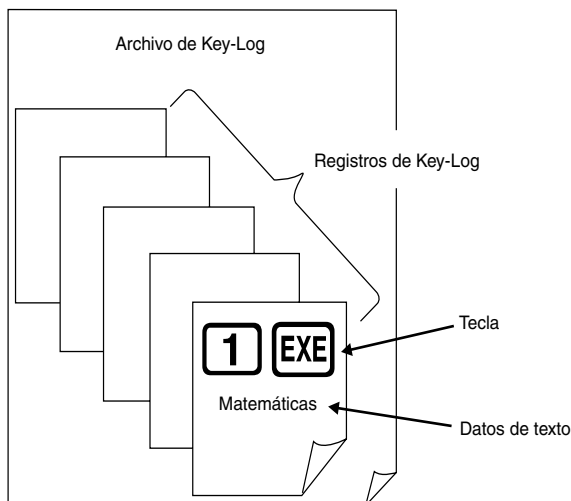 Archivo de Key-Log
Registros de Key-Log
1 EXE
Tecla
Matemáticas
Datos de texto